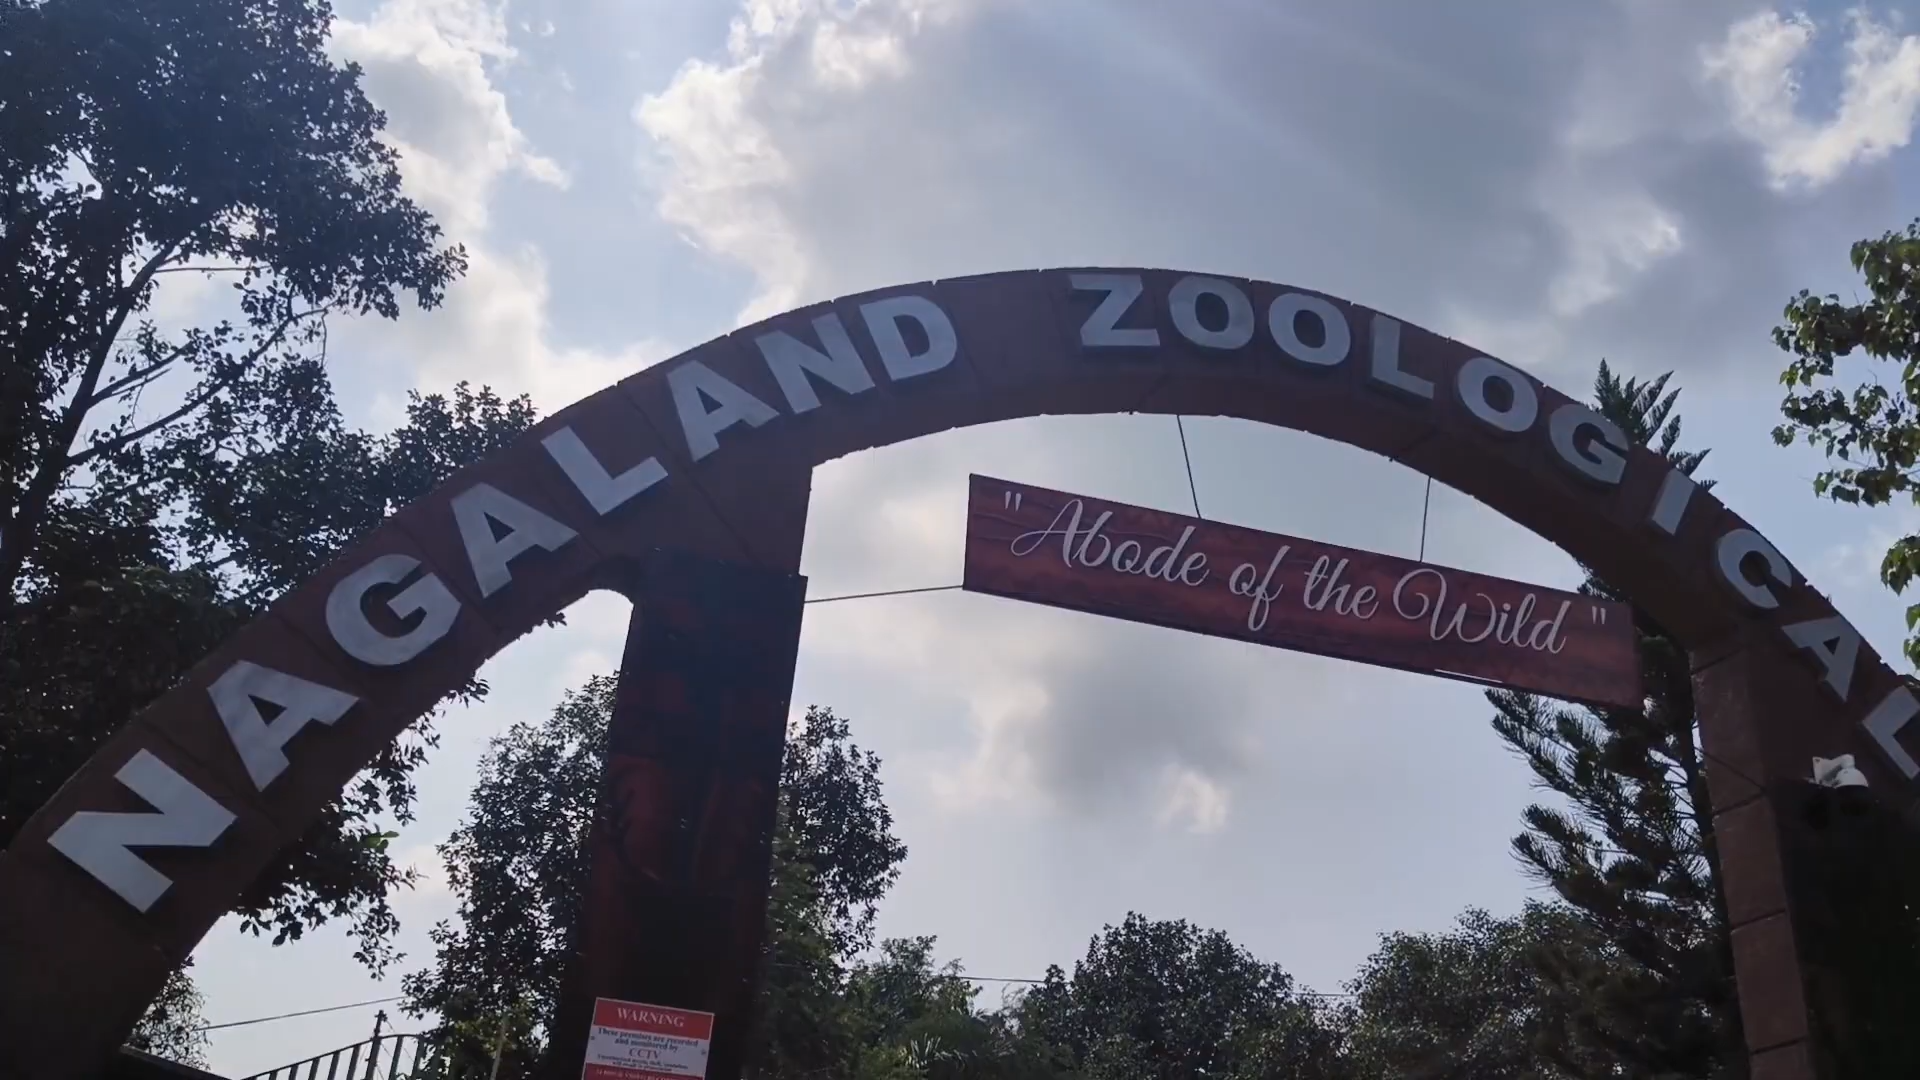 NAGALAND ZOOLOGICAL
"Abode of the Wild"
WARNING
These premises are recorded
and monitored by
CCTV